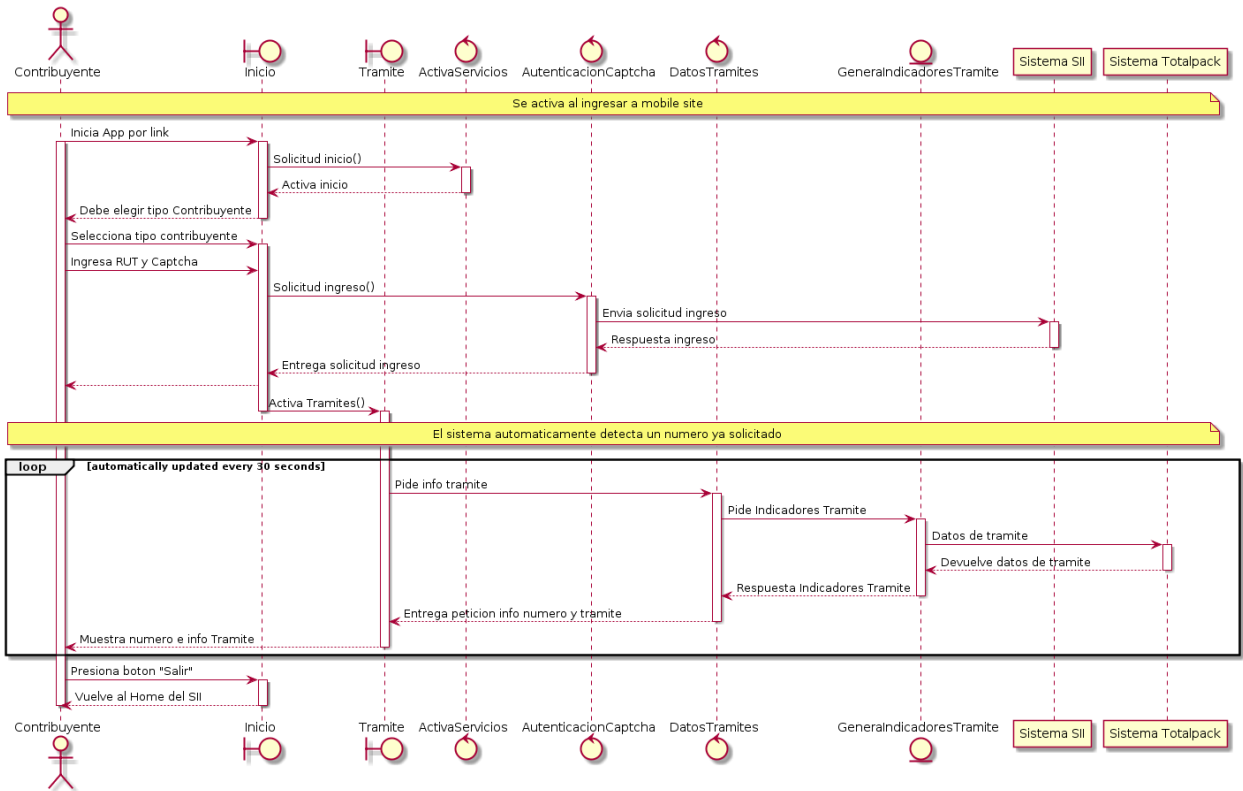 Contribuyente
Inicio
Tramite
ActivaServicios
AutenticacionCaptcha
DatosTramites
GeneraIndicadoresTramite
Sistema SII
Sistema Totalpack
Se activa al ingresar a mobile site
Inicia App por link
Solicitud inicio()
Activa inicio
Debe elegir tipo Contribuyente
Selecciona tipo contribuyente
Ingresa RUT y Captcha
Solicitud ingreso()
Envia solicitud ingreso
Respuesta ingreso
Entrega solicitud ingreso
Activa Tramites()
El sistema automaticamente detecta un numero ya solicitado
loop [automatically updated every 30 seconds]
Pide info tramite
Pide Indicadores Tramite
Datos de tramite
Devuelve datos de tramite
Respuesta Indicadores Tramite
Entrega peticion info numero y tramite
Muestra numero e info Tramite
Presiona boton "Salir"
Vuelve al Home del SII
Contribuyente
Inicio
Tramite
ActivaServicios
AutenticacionCaptcha
DatosTramites
GeneraIndicadoresTramite
Sistema SII
Sistema Totalpack